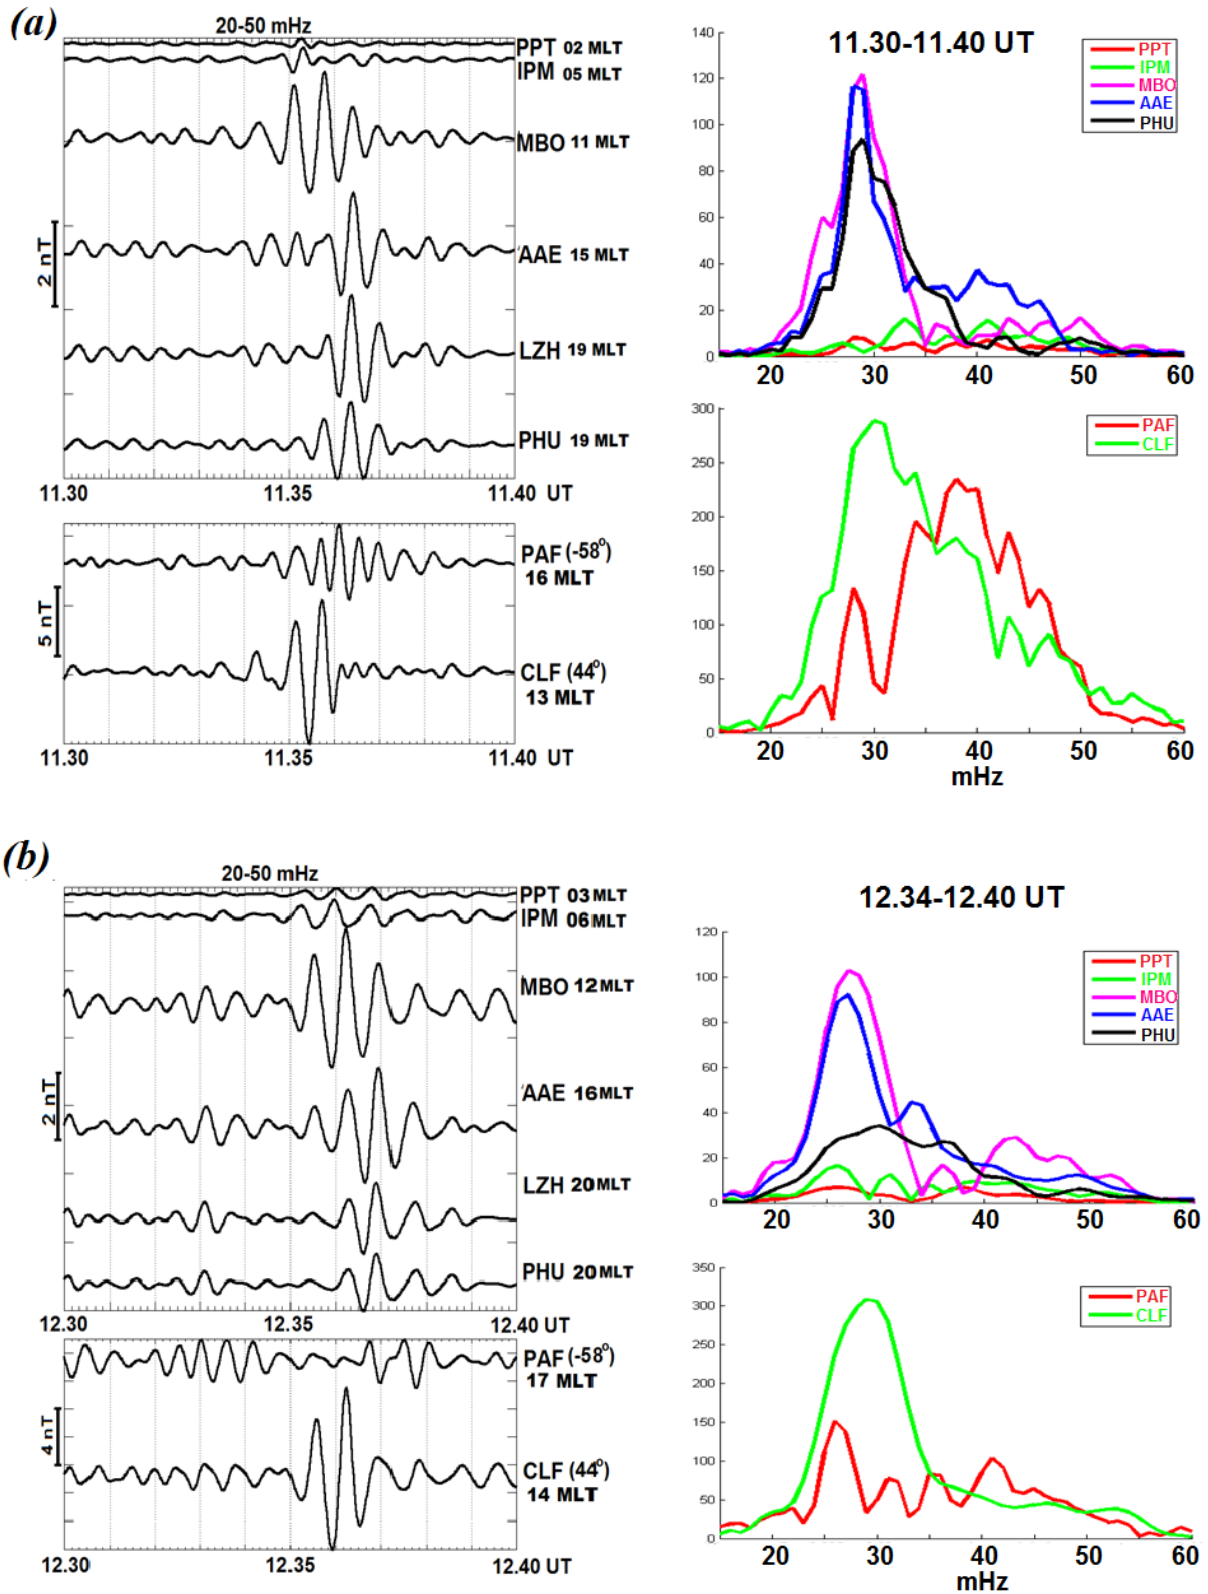 (a)
20-50 mHz
PPT 02 MLT
IPM 05 MLT
MBO 11 MLT
AAE 15 MLT
LZH 19 MLT
PHU 19 MLT
2 nT
11.30 11.35 11.40 UT
PAF (-58°)
16 MLT
CLF (44°)
13 MLT
5 nT
11.30 11.35 11.40 UT
11.30-11.40 UT
PPT
IPM
MBO
AAE
PHU
140
120
100
80
60
40
20
0
20 30 40 50 60
PAF
CLF
300
250
200
150
100
50
0
20 30 40 50 60
mHz
(b)
20-50 mHz
PPT 03 MLT
IPM 06 MLT
MBO 12 MLT
AAE 16 MLT
LZH 20 MLT
PHU 20 MLT
2 nT
12.30 12.35 12.40 UT
PAF (-58°)
17 MLT
CLF (44°)
14 MLT
4 nT
12.30 12.35 12.40 UT
12.34-12.40 UT
PPT
IPM
MBO
AAE
PHU
120
100
80
60
40
20
0
20 30 40 50 60
PAF
CLF
350
300
250
200
150
100
50
0
20 30 40 50 60
mHz